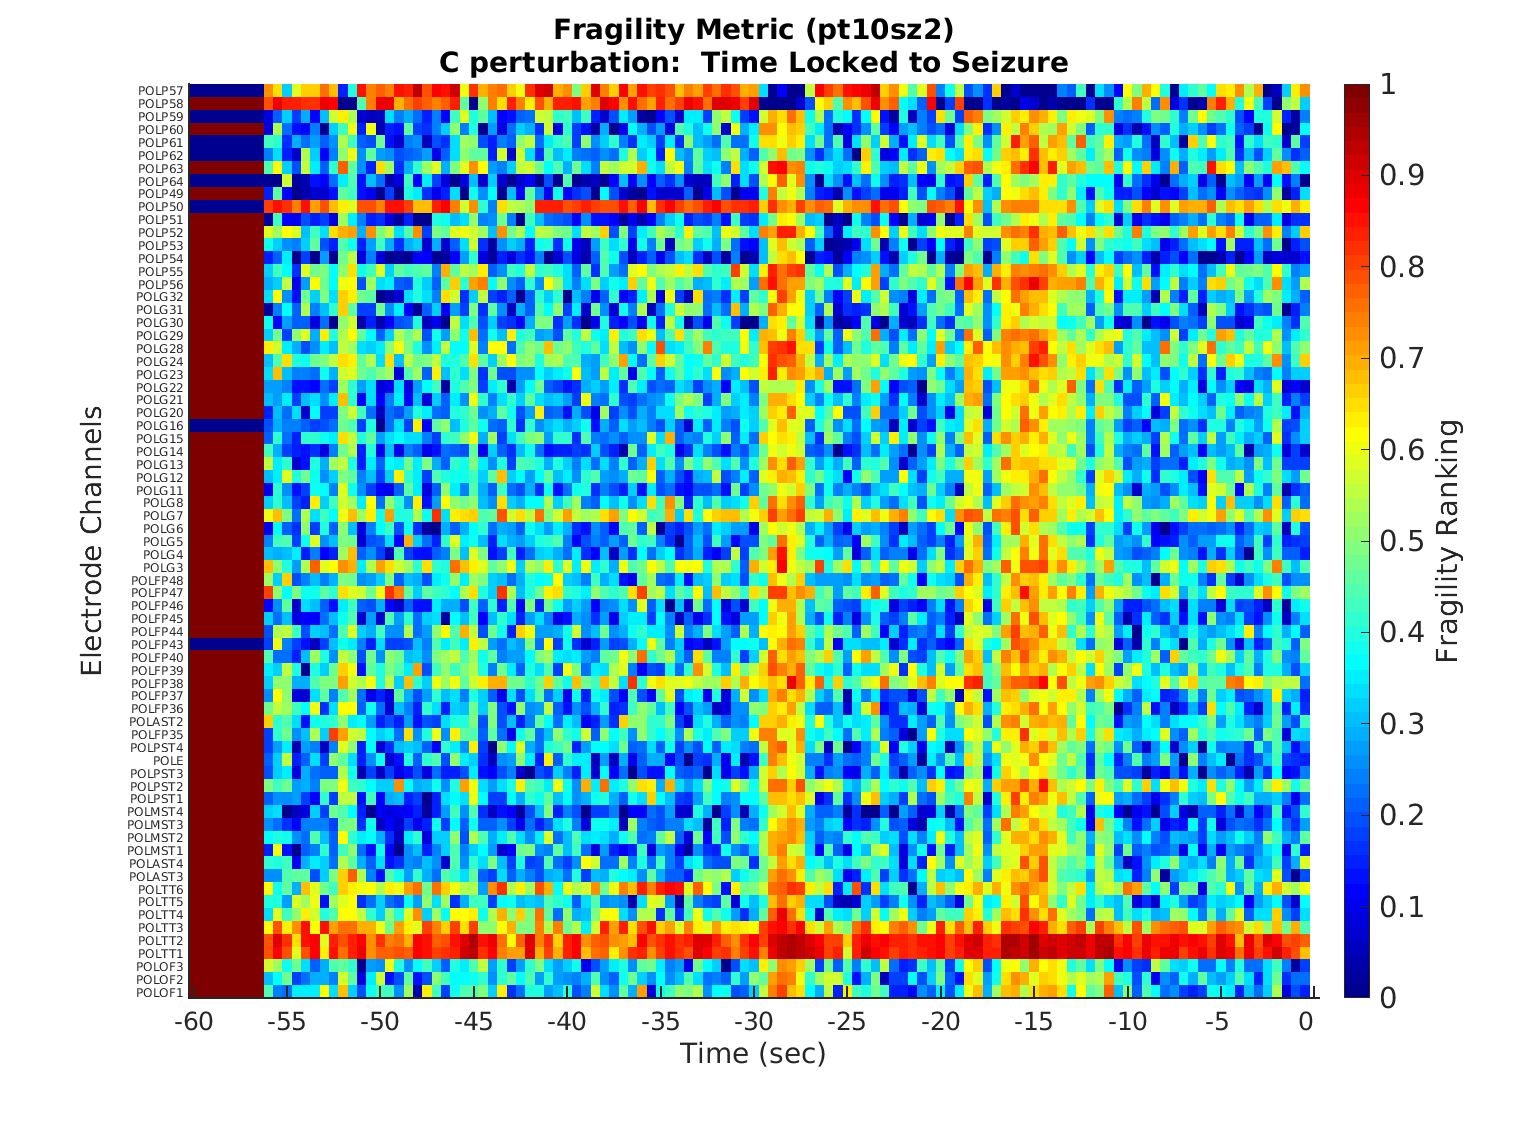 Fragility Metric (pt10sz2)
C perturbation:  Time Locked to Seizure
Electrode Channels
POLP57
POLP58
POLP59
POLP60
POLP61
POLP62
POLP63
POLP64
POLP49
POLP50
POLP51
POLP52
POLP53
POLP54
POLP55
POLP56
POLG32
POLG31
POLG30
POLG29
POLG28
POLG24
POLG23
POLG22
POLG21
POLG20
POLG16
POLG15
POLG14
POLG13
POLG12
POLG11
POLG8
POLG7
POLG6
POLG5
POLG4
POLG3
POLFP48
POLFP47
POLFP46
POLFP45
POLFP44
POLFP43
POLFP40
POLFP39
POLFP38
POLFP37
POLFP36
POLAST2
POLFP35
POLPST4
POLE
POLPST3
POLPST2
POLPST1
POLMST4
POLMST3
POLMST2
POLMST1
POLAST4
POLAST3
POLTT6
POLTT5
POLTT4
POLTT3
POLTT2
POLTT1
POLOF3
POLOF2
POLOF1
-60 -55 -50 -45 -40 -35 -30 -25 -20 -15 -10 -5 0
Time (sec)
1
0.9
0.8
0.7
0.6
0.5
0.4
0.3
0.2
0.1
0
Fragility Ranking